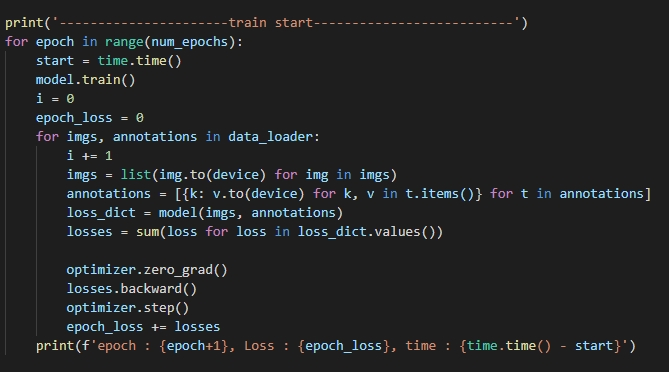 print('----------------------train start--------------------------')
for epoch in range(num_epochs):
    start = time.time()
    model.train()
    i = 0
    epoch_loss = 0
    for imgs, annotations in data_loader:
        i += 1
        imgs = list(img.to(device) for img in imgs)
        annotations = [{k: v.to(device) for k, v in t.items()} for t in annotations]
        loss_dict = model(imgs, annotations)
        losses = sum(loss for loss in loss_dict.values())

        optimizer.zero_grad()
        losses.backward()
        optimizer.step()
        epoch_loss += losses
    print(f'epoch : {epoch+1}, Loss : {epoch_loss}, time : {time.time() - start}')